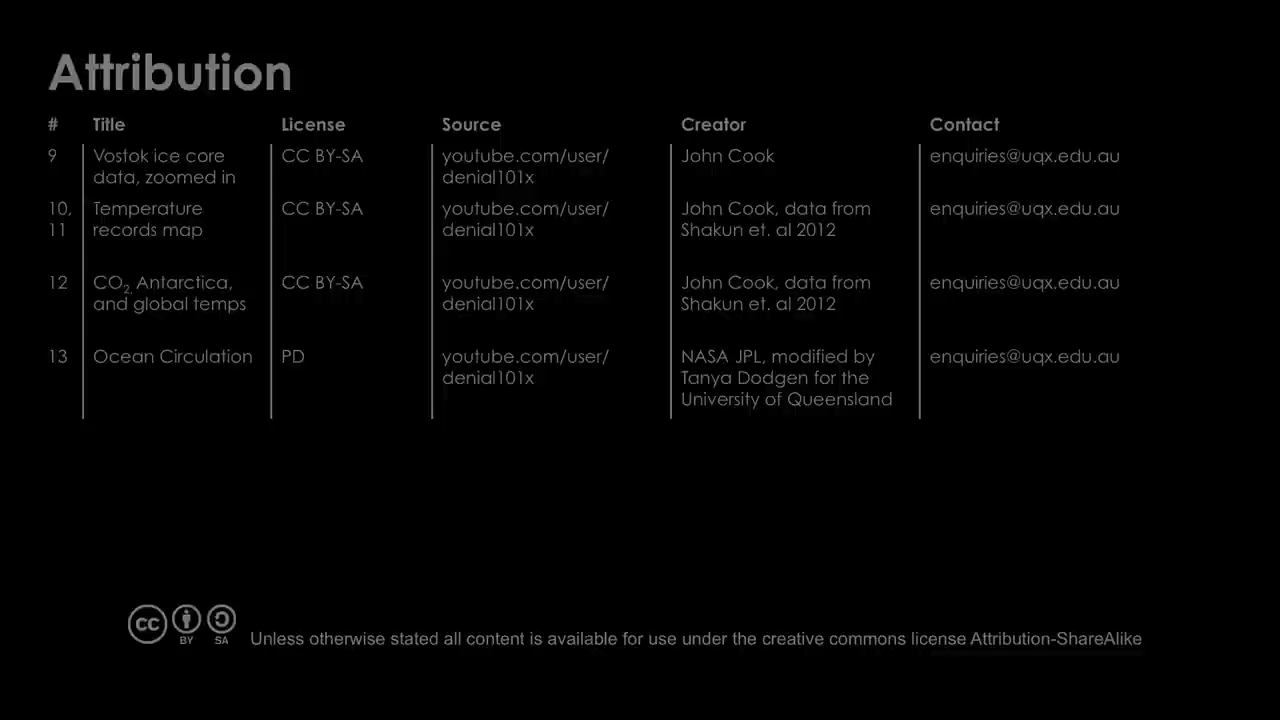 Attribution
# Title License Source Creator Contact
9 Vostok ice core CC BY-SA youtube.com/user/ John Cook enquiries@uqx.edu.au
data, zoomed in denial101x
10, Temperature CC BY-SA youtube.com/user/ John Cook, data from enquiries@uqx.edu.au
11 records map denial101x Shakun et. al 2012
12 CO2, Antarctica, CC BY-SA youtube.com/user/ John Cook, data from enquiries@uqx.edu.au
and global temps denial101x Shakun et. al 2012
13 Ocean Circulation PD youtube.com/user/ NASA JPL, modified by enquiries@uqx.edu.au
denial101x Tanya Dodgen for the
University of Queensland
cc BY SA Unless otherwise stated all content is available for use under the creative commons license Attribution-ShareAlike